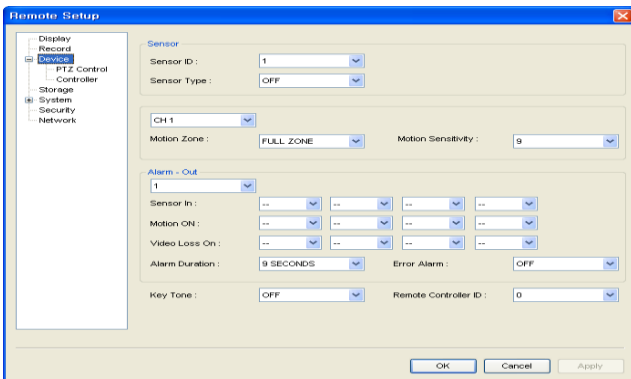 Remote Setup
Display
Record
Device
PTZ Control
Controller
Storage
System
Security
Network
Sensor
Sensor ID : 1
Sensor Type : OFF
CH 1
Motion Zone : FULL ZONE Motion Sensitivity : 9
Alarm - Out
1
Sensor In : -- -- -- --
Motion ON : -- -- -- --
Video Loss On : -- -- -- --
Alarm Duration : 9 SECONDS Error Alarm : OFF
Key Tone : OFF Remote Controller ID : 0
OK Cancel Apply